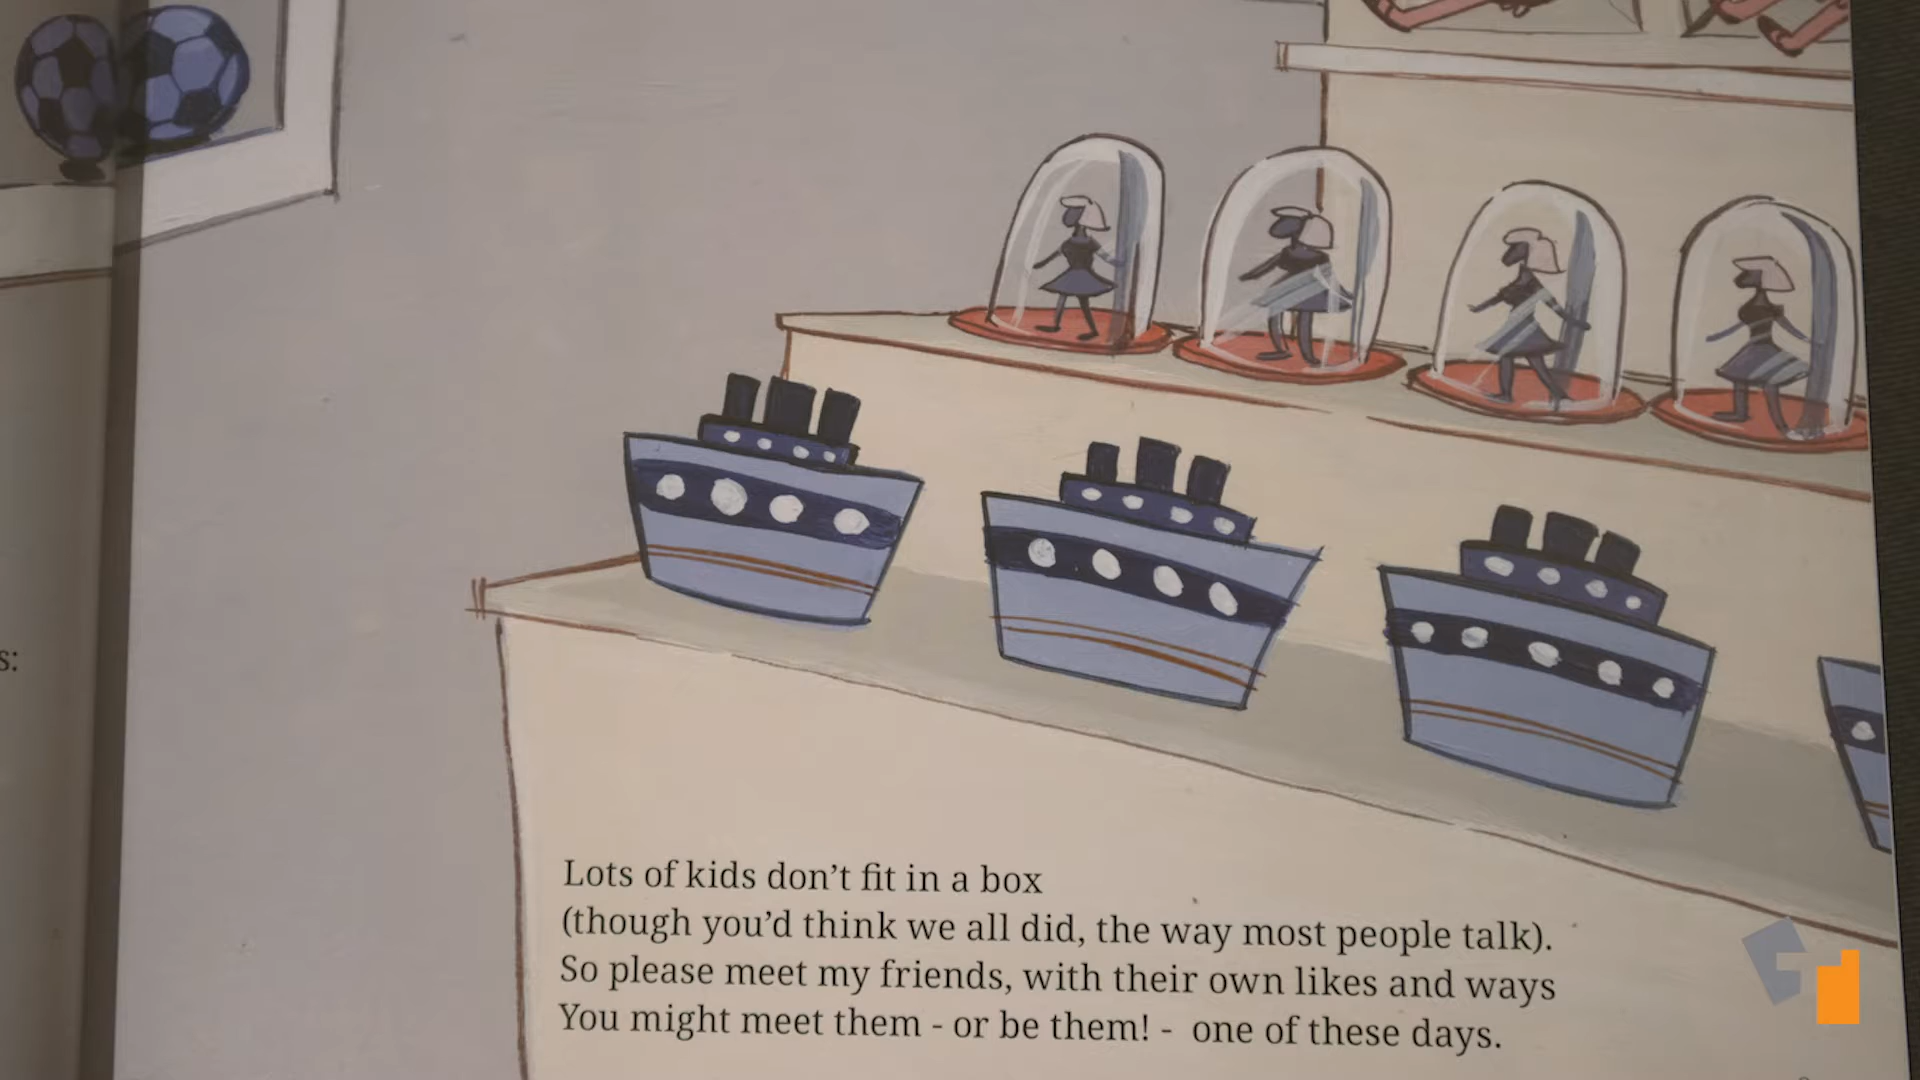 s:
Lots of kids don’t fit in a box
(though you’d think we all did, the way most people talk).
So please meet my friends, with their own likes and ways
You might meet them - or be them! -  one of these days.